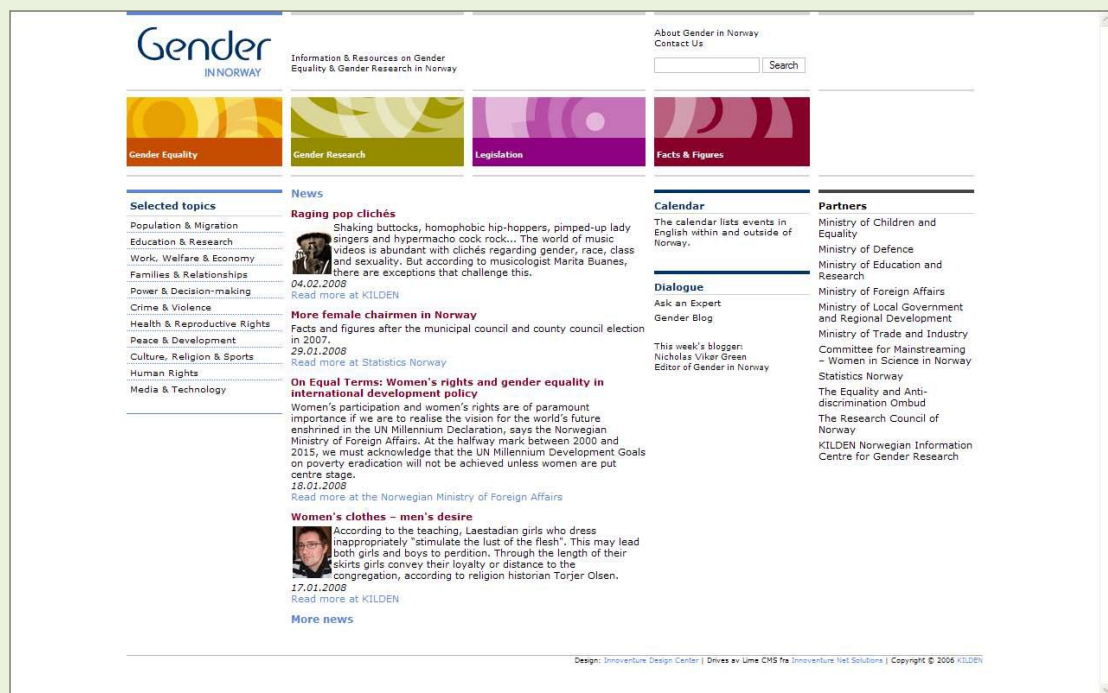 Gender
IN NORWAY
Information & Resources on Gender
Equality & Gender Research in Norway
About Gender in Norway
Contact Us
Search
Gender Equality
Gender Research
Legislation
Facts & Figures
Selected topics
Population & Migration
Education & Research
Work, Welfare & Economy
Families & Relationships
Power & Decision-making
Crime & Violence
Health & Reproductive Rights
Peace & Development
Culture, Religion & Sports
Human Rights
Media & Technology
News
Raging pop clichés
Shaking buttocks, homophobic hip-hoppers, pimped-up lady
singers and hypermacho cock rock... The world of music
videos is abundant with clichés regarding gender, race, class
and sexuality. But according to musicologist Marita Buanes,
there are exceptions that challenge this.
04.02.2008
Read more at KILDEN
More female chairmen in Norway
Facts and figures after the municipal council and county council election
in 2007.
29.01.2008
Read more at Statistics Norway
On Equal Terms: Women's rights and gender equality in
international development policy
Women's participation and women's rights are of paramount
importance if we are to realise the vision for the world's future
enshrined in the UN Millennium Declaration, says the Norwegian
Ministry of Foreign Affairs. At the halfway mark between 2000 and
2015, we must acknowledge that the UN Millennium Development Goals
on poverty eradication will not be achieved unless women are put
centre stage.
18.01.2008
Read more at the Norwegian Ministry of Foreign Affairs
Women's clothes – men's desire
According to the teaching, Laestadian girls who dress
inappropriately "stimulate the lust of the flesh". This may lead
both girls and boys to perdition. Through the length of their
skirts girls convey their loyalty or distance to the
congregation, according to religion historian Torjer Olsen.
17.01.2008
Read more at KILDEN
More news
Calendar
The calendar lists events in
English within and outside of
Norway.
Dialogue
Ask an Expert
Gender Blog
This week's blogger:
Nicholas Vikør Green
Editor of Gender in Norway
Partners
Ministry of Children and
Equality
Ministry of Defence
Ministry of Education and
Research
Ministry of Foreign Affairs
Ministry of Local Government
and Regional Development
Ministry of Trade and Industry
Committee for Mainstreaming
– Women in Science in Norway
Statistics Norway
The Equality and Anti-
discrimination Ombud
The Research Council of
Norway
KILDEN Norwegian Information
Centre for Gender Research
Design: Innoventure Design Center | Drives av Lime CMS fra Innoventure Net Solutions | Copyright © 2006 KILDEN